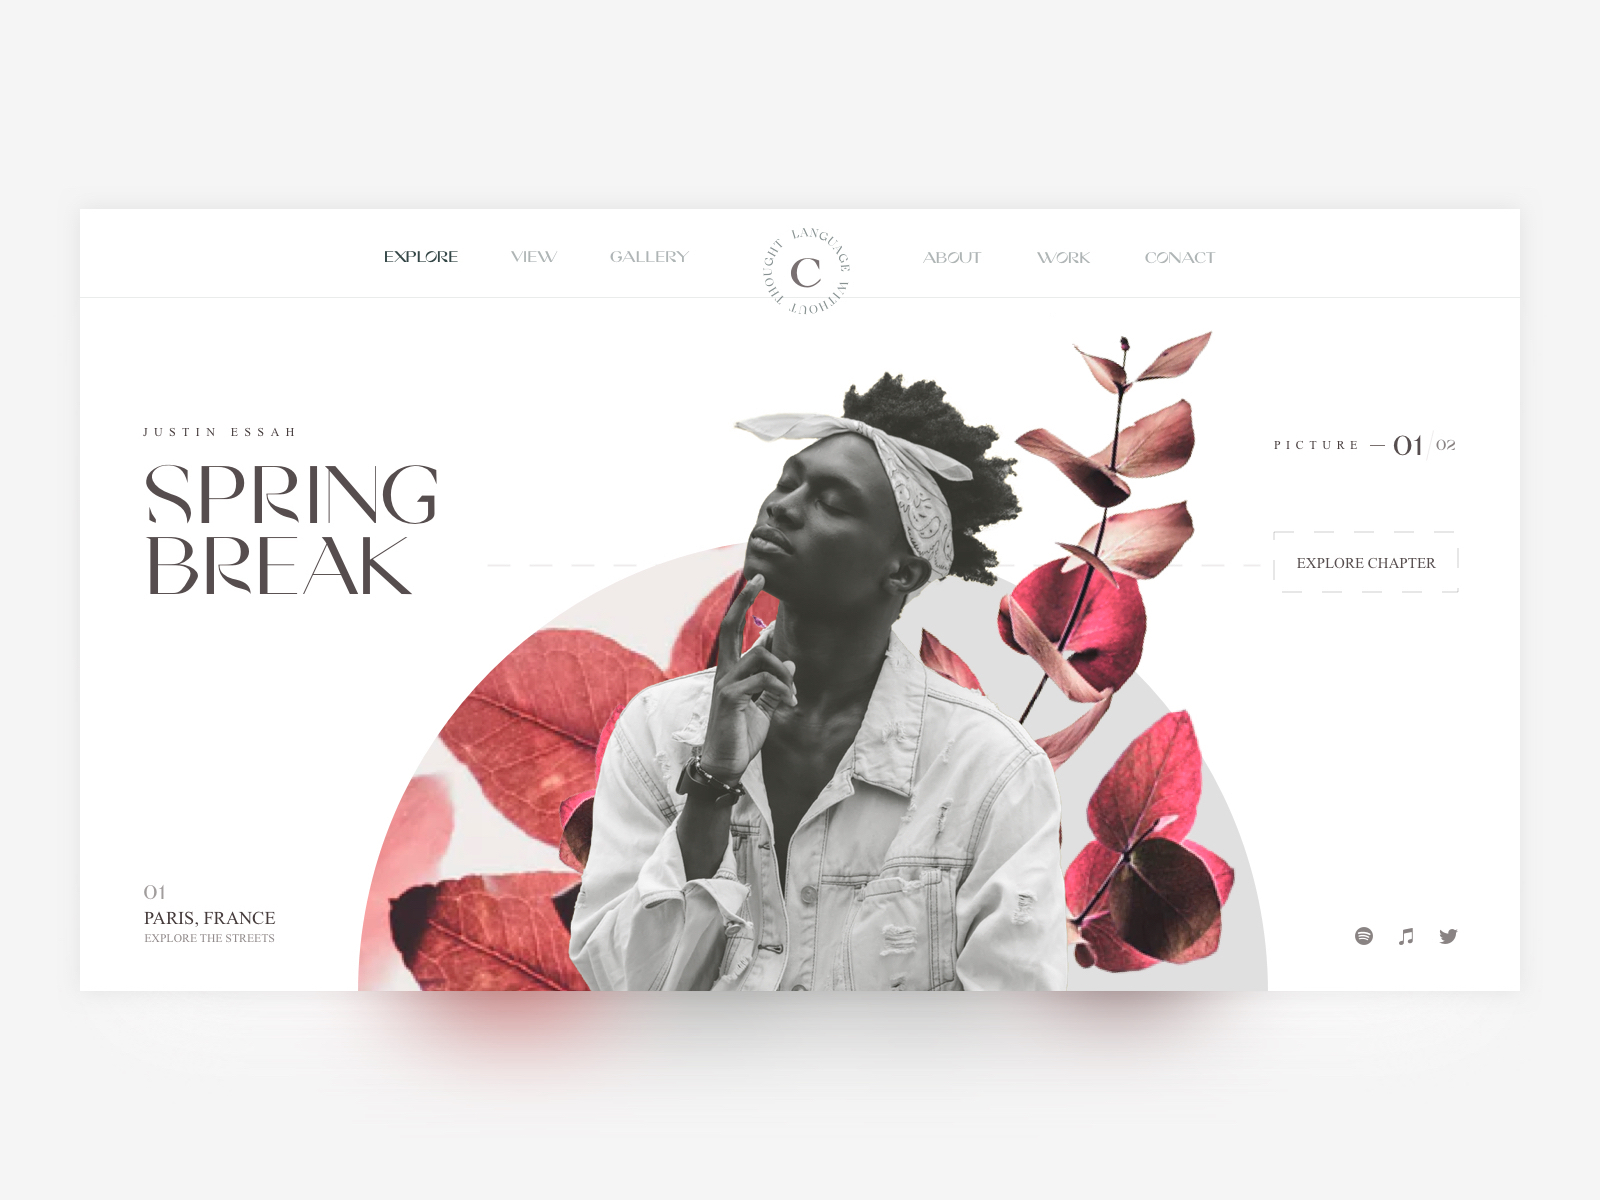 EXPLORE VIEW GALLERY
LANGUAGE WITHOUT THOUGHT
C
ABOUT WORK CONACT
JUSTIN ESSAH
SPRING
BREAK
PICTURE — 01/02
EXPLORE CHAPTER
01
PARIS, FRANCE
EXPLORE THE STREETS